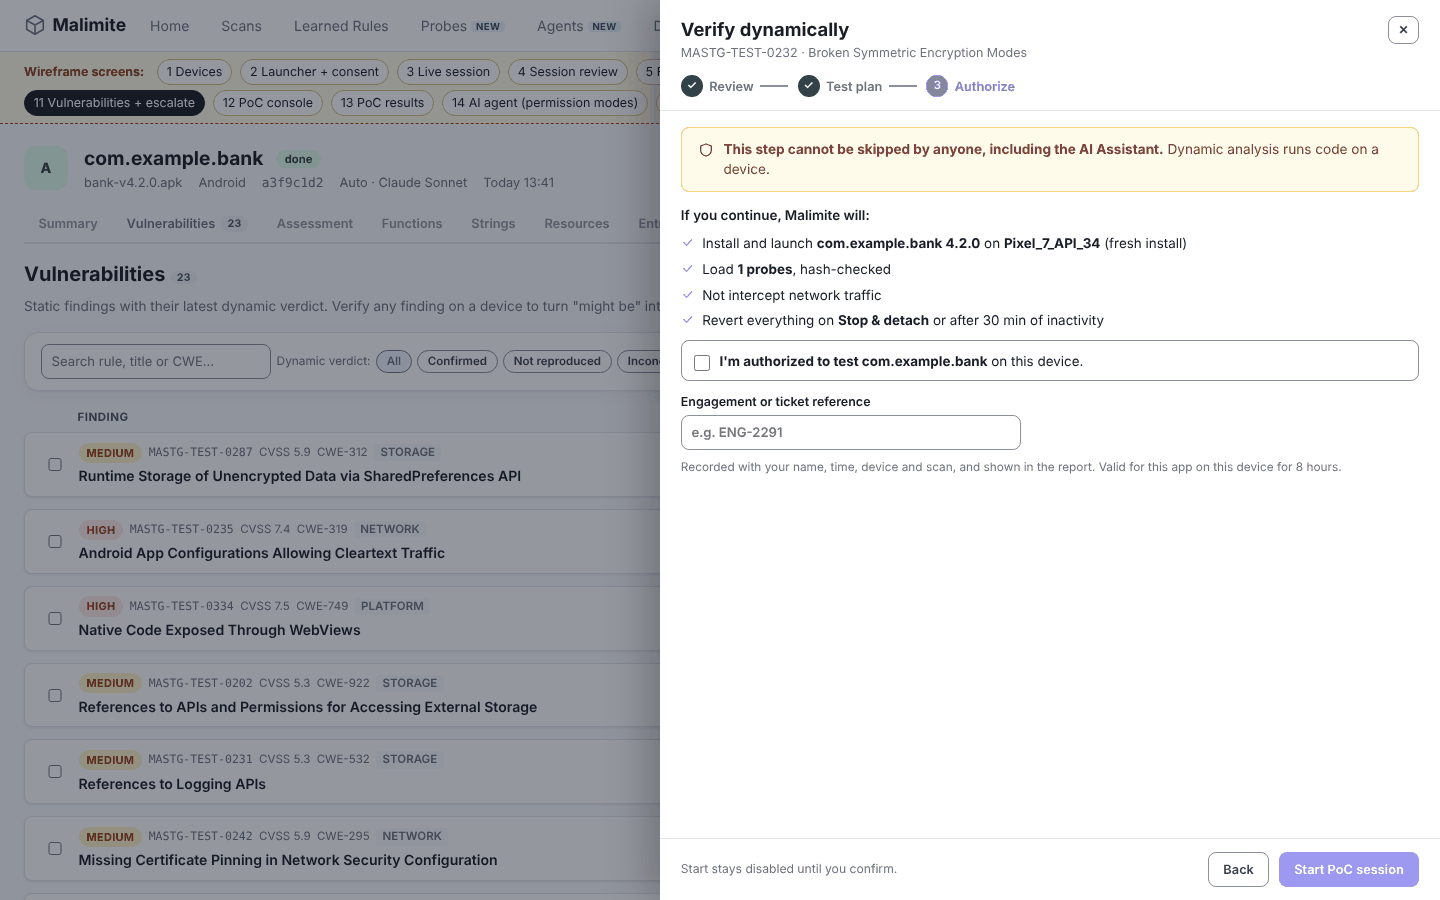 Malimite
Home
Scans
Learned Rules
Probes NEW
Agents NEW
Wireframe screens:
1 Devices
2 Launcher + consent
3 Live session
4 Session review
11 Vulnerabilities + escalate
12 PoC console
13 PoC results
14 AI agent (permission modes)
A
com.example.bank
done
bank-v4.2.0.apk
Android
a3f9c1d2
Auto · Claude Sonnet
Today 13:41
Summary
Vulnerabilities 23
Assessment
Functions
Strings
Resources
Vulnerabilities 23
Static findings with their latest dynamic verdict. Verify any finding on a device to turn "might be"
Search rule, title or CWE...
Dynamic verdict:
All
Confirmed
Not reproduced
FINDING
MEDIUM MASTG-TEST-0287 CVSS 5.9 CWE-312 STORAGE
Runtime Storage of Unencrypted Data via SharedPreferences API
HIGH MASTG-TEST-0235 CVSS 7.4 CWE-319 NETWORK
Android App Configurations Allowing Cleartext Traffic
HIGH MASTG-TEST-0334 CVSS 7.5 CWE-749 PLATFORM
Native Code Exposed Through WebViews
MEDIUM MASTG-TEST-0202 CVSS 5.3 CWE-922 STORAGE
References to APIs and Permissions for Accessing External Storage
MEDIUM MASTG-TEST-0231 CVSS 5.3 CWE-532 STORAGE
References to Logging APIs
MEDIUM MASTG-TEST-0242 CVSS 5.9 CWE-295 NETWORK
Missing Certificate Pinning in Network Security Configuration
Verify dynamically
MASTG-TEST-0232 · Broken Symmetric Encryption Modes
Review
Test plan
3 Authorize
This step cannot be skipped by anyone, including the AI Assistant. Dynamic analysis runs code on a
device.
If you continue, Malimite will:
Install and launch com.example.bank 4.2.0 on Pixel_7_API_34 (fresh install)
Load 1 probes, hash-checked
Not intercept network traffic
Revert everything on Stop & detach or after 30 min of inactivity
I'm authorized to test com.example.bank on this device.
Engagement or ticket reference
e.g. ENG-2291
Recorded with your name, time, device and scan, and shown in the report. Valid for this app on this device for 8 hours.
Start stays disabled until you confirm.
Back
Start PoC session